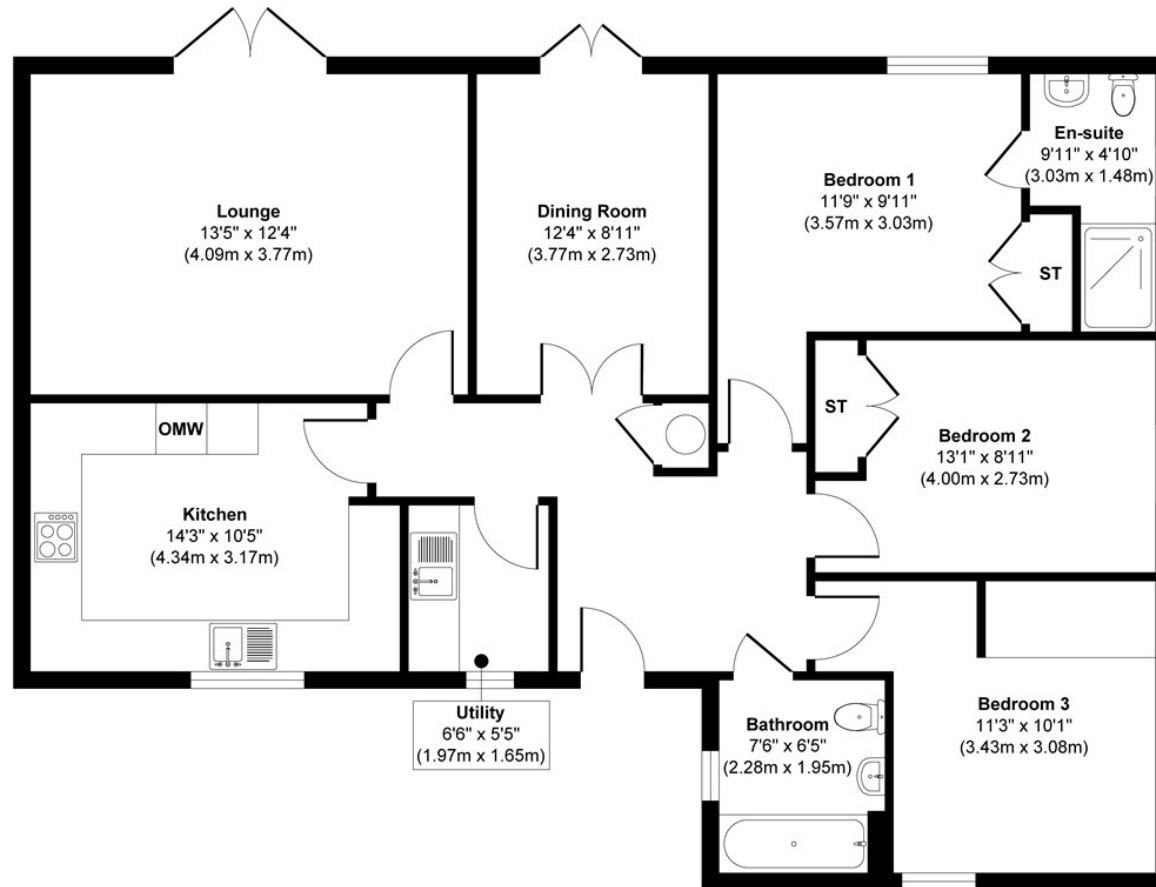 Lounge
13'5" x 12'4"
(4.09m x 3.77m)
Dining Room
12'4" x 8'11"
(3.77m x 2.73m)
Bedroom 1
11'9" x 9'11"
(3.57m x 3.03m)
En-suite
9'11" x 4'10"
(3.03m x 1.48m)
ST
ST
OMW
Kitchen
14'3" x 10'5"
(4.34m x 3.17m)
Bedroom 2
13'1" x 8'11"
(4.00m x 2.73m)
Utility
6'6" x 5'5"
(1.97m x 1.65m)
Bathroom
7'6" x 6'5"
(2.28m x 1.95m)
Bedroom 3
11'3" x 10'1"
(3.43m x 3.08m)